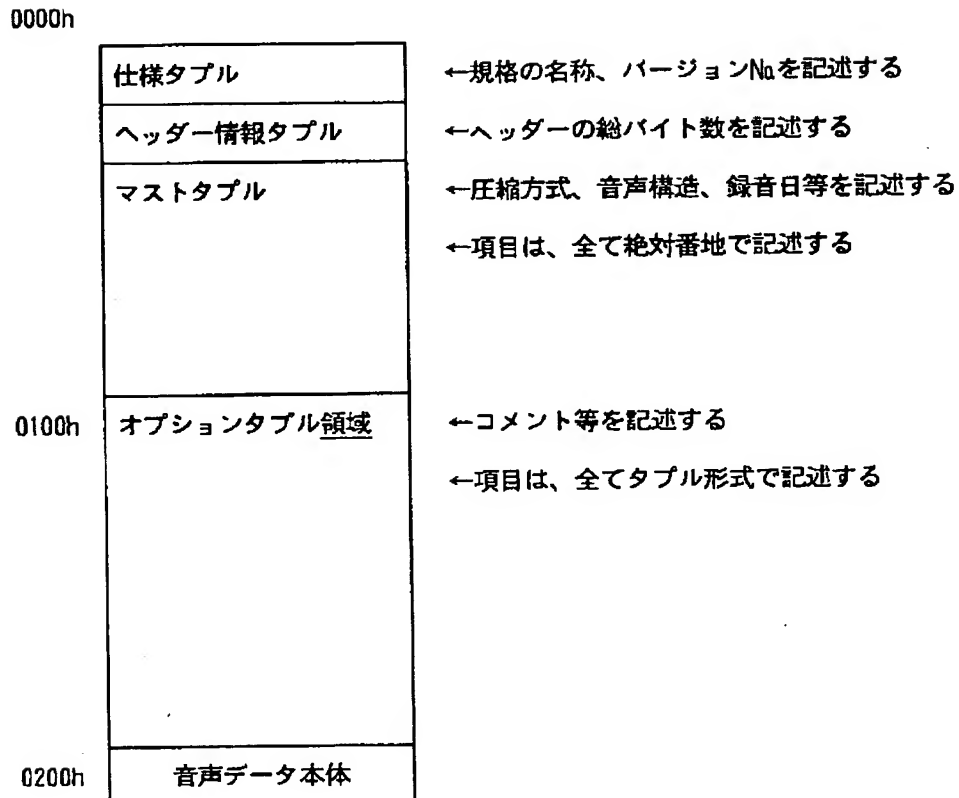 0000h
仕様タプル ←規格の名称、バージョン№を記述する
ヘッダー情報タプル ←ヘッダーの総バイト数を記述する
マストタプル ←圧縮方式、音声構造、録音日等を記述する
←項目は、全て絶対番地で記述する
0100h オプションタプル領域 ←コメント等を記述する
←項目は、全てタプル形式で記述する
0200h 音声データ本体